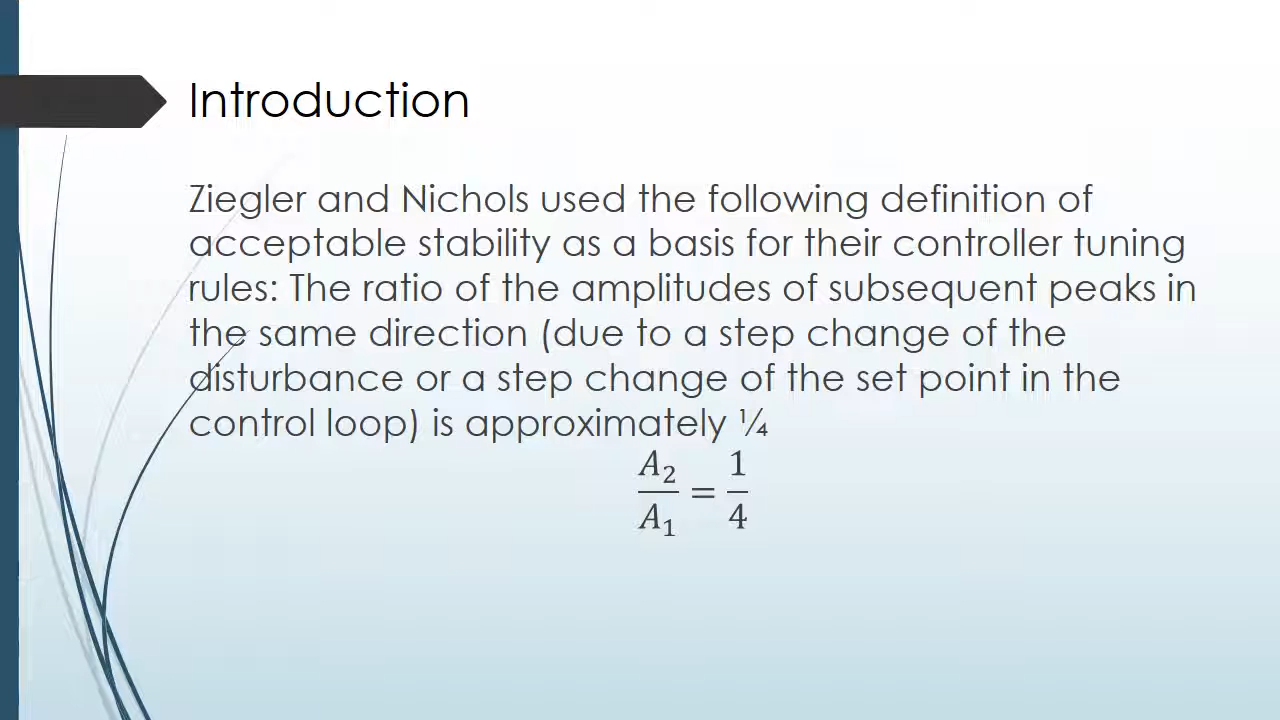 Introduction
Ziegler and Nichols used the following definition of
acceptable stability as a basis for their controller tuning
rules: The ratio of the amplitudes of subsequent peaks in
the same direction (due to a step change of the
disturbance or a step change of the set point in the
control loop) is approximately ¼
A₂/A₁ = 1/4